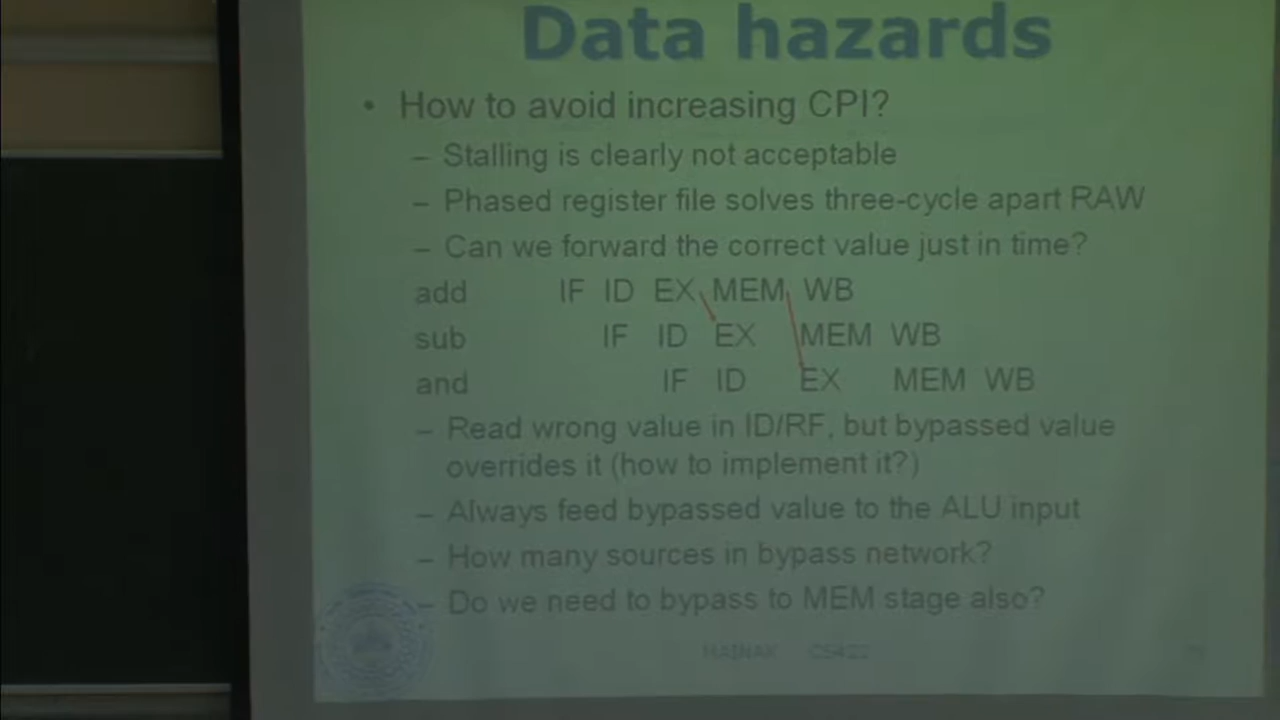 Data hazards
• How to avoid increasing CPI?
– Stalling is clearly not acceptable
– Phased register file solves three-cycle apart RAW
– Can we forward the correct value just in time?
add IF ID EX MEM WB
sub IF ID EX MEM WB
and IF ID EX MEM WB
– Read wrong value in ID/RF, but bypassed value
overrides it (how to implement it?)
– Always feed bypassed value to the ALU input
– How many sources in bypass network?
– Do we need to bypass to MEM stage also?
MAINAK CS422